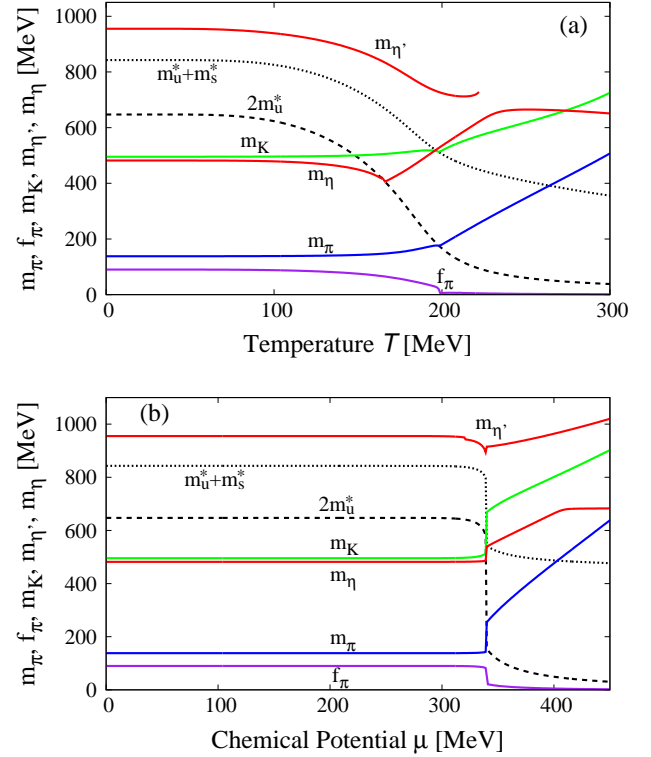 m_π, f_π, m_K, m_η', m_η [MeV]
1000
800
600
400
200
0
(a)
m_η'
m_u^*+m_s^*
2m_u^*
m_K
m_η
m_π
f_π
0
100
200
300
Temperature T [MeV]
m_π, f_π, m_K, m_η', m_η [MeV]
1000
800
600
400
200
0
(b)
m_η'
m_u^*+m_s^*
2m_u^*
m_K
m_η
m_π
f_π
0
100
200
300
400
Chemical Potential μ [MeV]